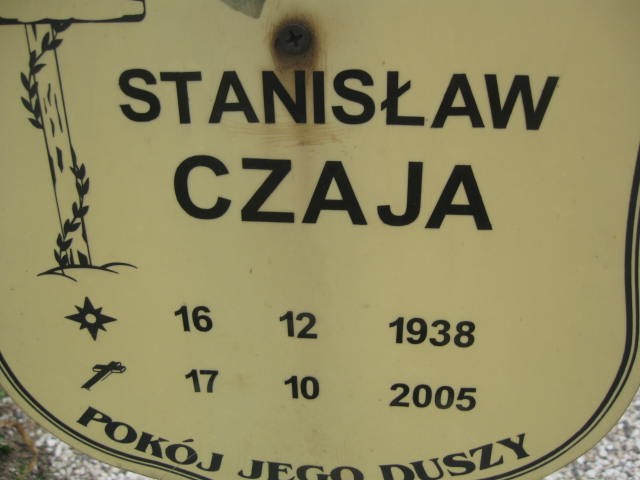 STANISŁAW
CZAJA
16 12 1938
17 10 2005
POKÓJ JEGO DUSZY